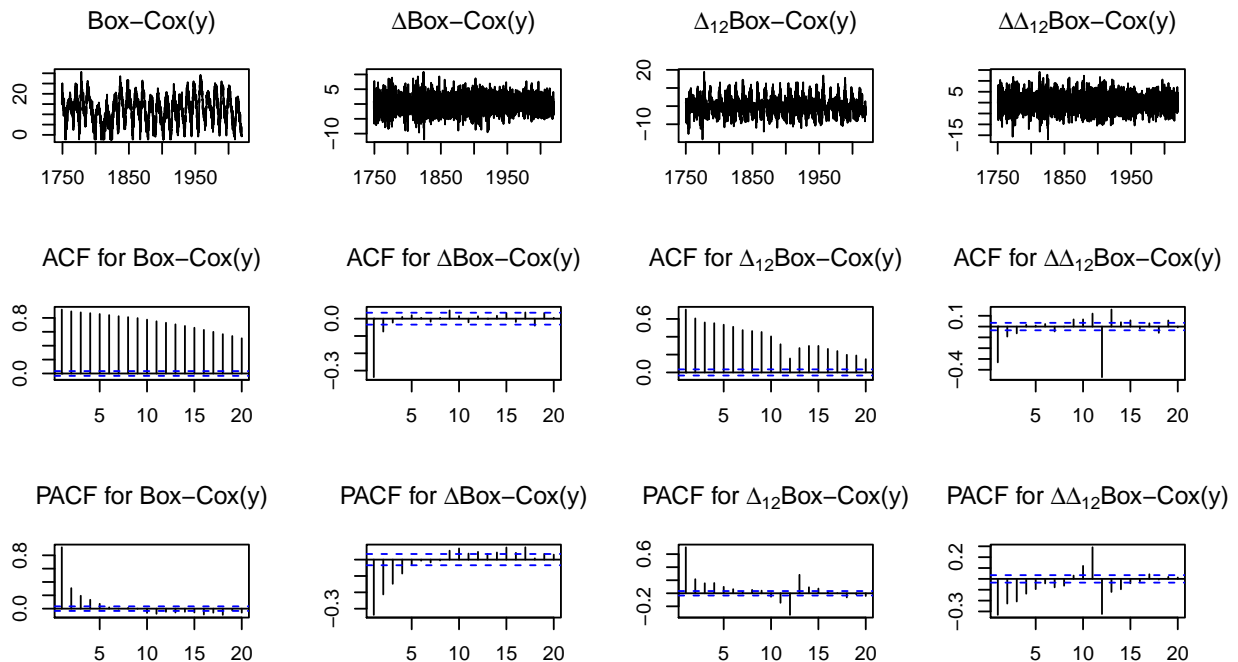 Box−Cox(y)
ΔBox−Cox(y)
Δ₁₂Box−Cox(y)
ΔΔ₁₂Box−Cox(y)
0 20
1750 1850 1950
−10 5
1750 1850 1950
−10 20
1750 1850 1950
−15 5
1750 1850 1950
ACF for Box−Cox(y)
ACF for ΔBox−Cox(y)
ACF for Δ₁₂Box−Cox(y)
ACF for ΔΔ₁₂Box−Cox(y)
0.0 0.8
5 10 15 20
−0.3 0.0
5 10 15 20
0.0 0.6
5 10 15 20
−0.4 0.1
5 10 15 20
PACF for Box−Cox(y)
PACF for ΔBox−Cox(y)
PACF for Δ₁₂Box−Cox(y)
PACF for ΔΔ₁₂Box−Cox(y)
0.0 0.8
5 10 15 20
−0.3
5 10 15 20
−0.2 0.6
5 10 15 20
−0.3 0.2
5 10 15 20